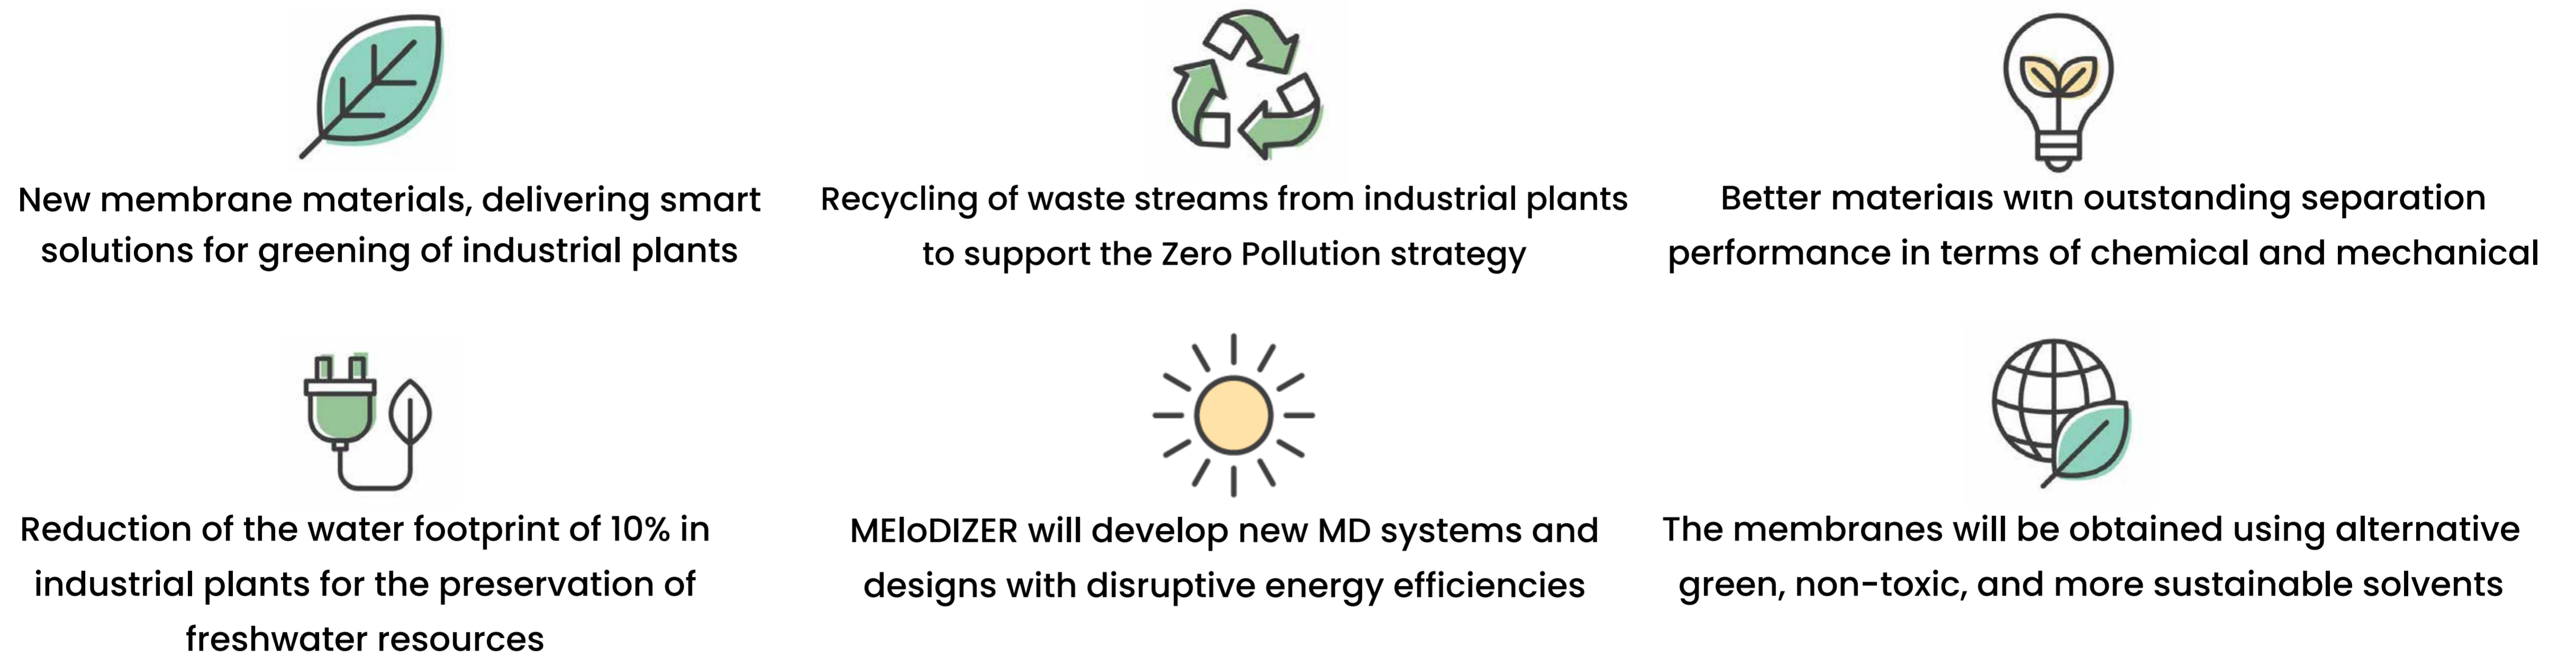 New membrane materials, delivering smart
solutions for greening of industrial plants
Recycling of waste streams from industrial plants
to support the Zero Pollution strategy
Better materials with outstanding separation
performance in terms of chemical and mechanical
Reduction of the water footprint of 10% in
industrial plants for the preservation of
freshwater resources
MEloDIZER will develop new MD systems and
designs with disruptive energy efficiencies
The membranes will be obtained using alternative
green, non-toxic, and more sustainable solvents